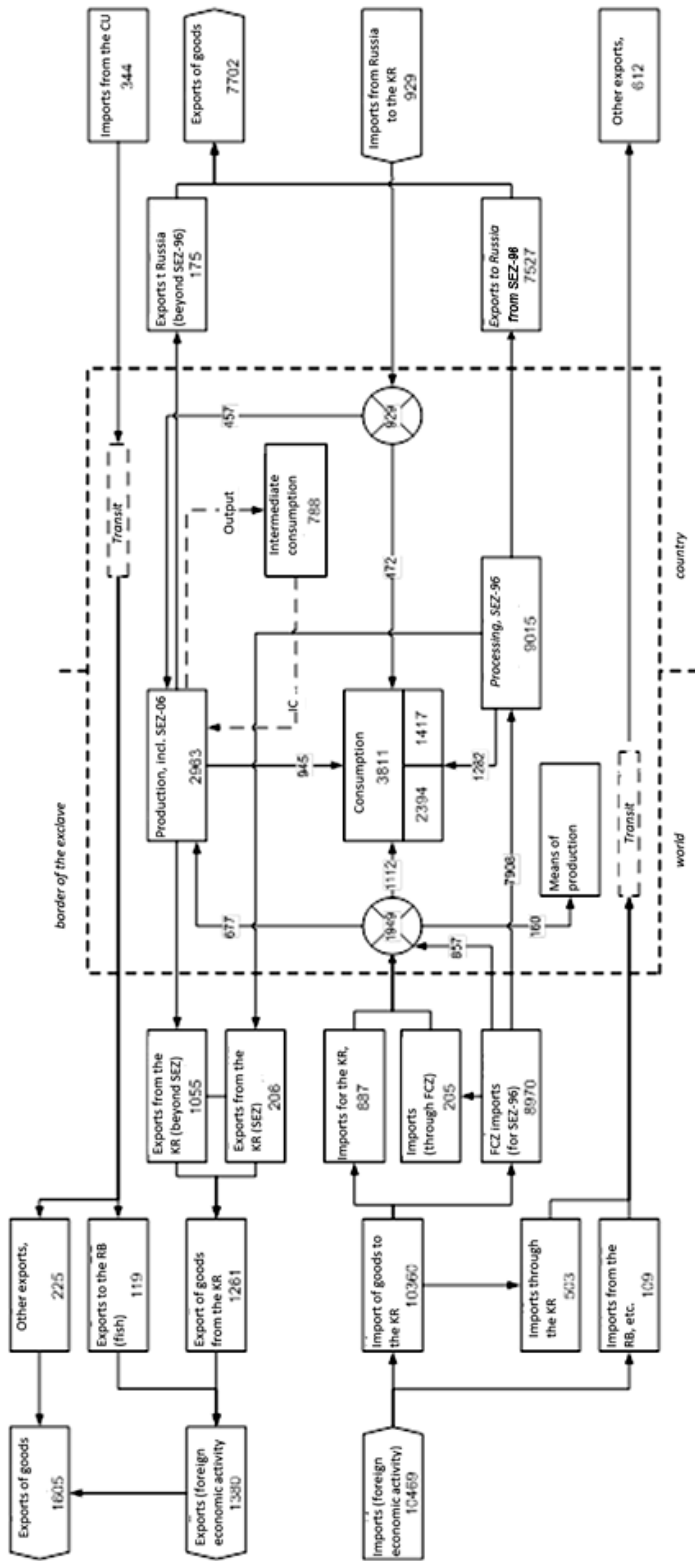 Exports of goods
1605
Other exports,
225
Imports from the CU
344
Transit
border of the exclave
Exports (foreign
economic activity
1380
Exports to the RB
(fish)
119
Export of goods
from the KR
1261
Exports from the
KR (beyond SEZ)
1055
Exports from the
KR (SEZ)
206
Production, incl. SEZ-06
2963
Exports t Russia
(beyond SEZ-96)
175
Exports of goods
7702
Output
Intermediate
consumption
788
IC
457
677
945
Imports (foreign
economic activity)
10469
Import of goods to
the KR
10360
Imports for the KR,
887
Imports
(through FCZ)
205
FCZ imports
(for SEZ-96)
8970
1949
1112
Consumption
3811
2394
1417
472
929
Imports from Russia
to the KR
929
857
1282
7908
160
Processing, SEZ-96
9015
Exports to Russia
from SEZ-96
7527
Means of
production
Imports through
the KR
503
Imports from the
RB, etc.
109
Transit
Other exports,
612
world
country